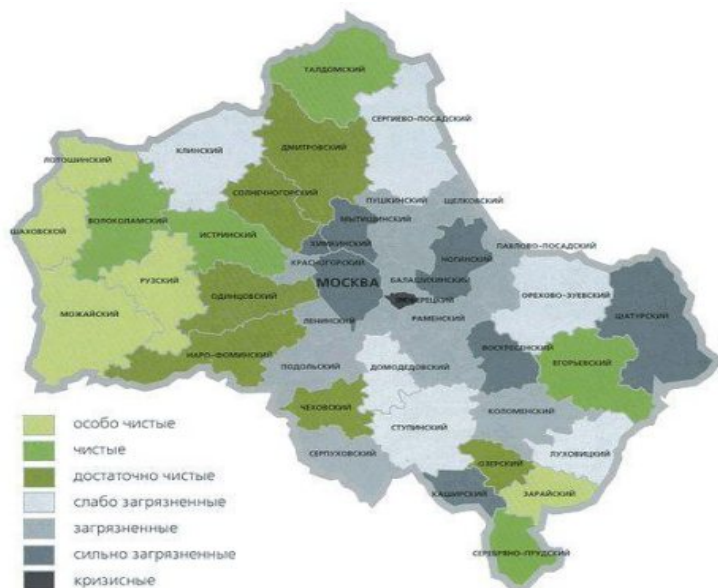 ТАЛДОМСКИЙ
СЕРГИЕВО-ПОСАДСКИЙ
КЛИНСКИЙ
ДМИТРОВСКИЙ
ЛОТОШИНСКИЙ
СОЛНЕЧНОГОРСКИЙ
ПУШКИНСКИЙ
ЩЕЛКОВСКИЙ
ВОЛОКОЛАМСКИЙ
МЫТИЩИНСКИЙ
ШАХОВСКОЙ
ИСТРИНСКИЙ
ХИМКИНСКИЙ
ПАВЛОВО-ПОСАДСКИЙ
НОГИНСКИЙ
КРАСНОГОРСКИЙ
РУЗСКИЙ
МОСКВА
БАЛАШИХИНСКИЙ
ОДИНЦОВСКИЙ
ОРЕХОВО-ЗУЕВСКИЙ
МОЖАЙСКИЙ
ЛЕНИНСКИЙ
РАМЕНСКИЙ
ШАТУРСКИЙ
НАРО-ФОМИНСКИЙ
ВОСКРЕСЕНСКИЙ
ПОДОЛЬСКИЙ
ДОМОДЕДОВСКИЙ
ЕГОРЬЕВСКИЙ
ЧЕХОВСКИЙ
КОЛОМЕНСКИЙ
СТУПИНСКИЙ
СЕРПУХОВСКИЙ
ЛУХОВИЦКИЙ
ОЗЕРСКИЙ
КАШИРСКИЙ
ЗАРАЙСКИЙ
СЕРЕБРЯНО-ПРУДСКИЙ
особо чистые
чистые
достаточно чистые
слабо загрязненные
загрязненные
сильно загрязненные
кризисные